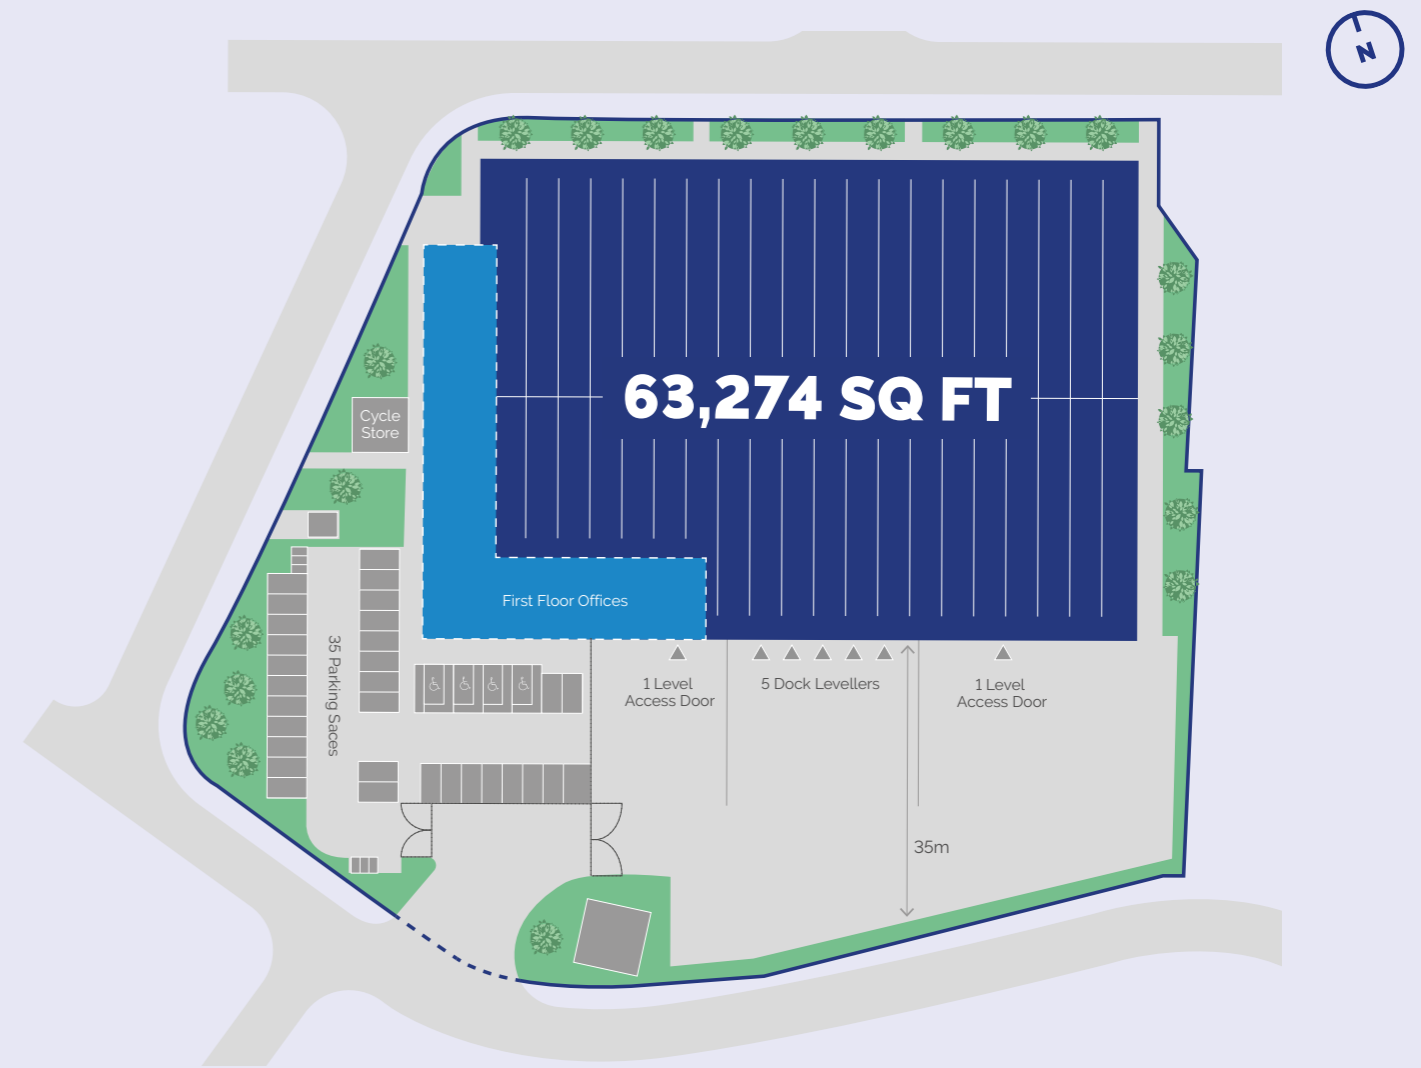 N
63,274 SQ FT
Cycle
Store
First Floor Offices
35 Parking Saces
1 Level
Access Door
5 Dock Levellers
1 Level
Access Door
35m